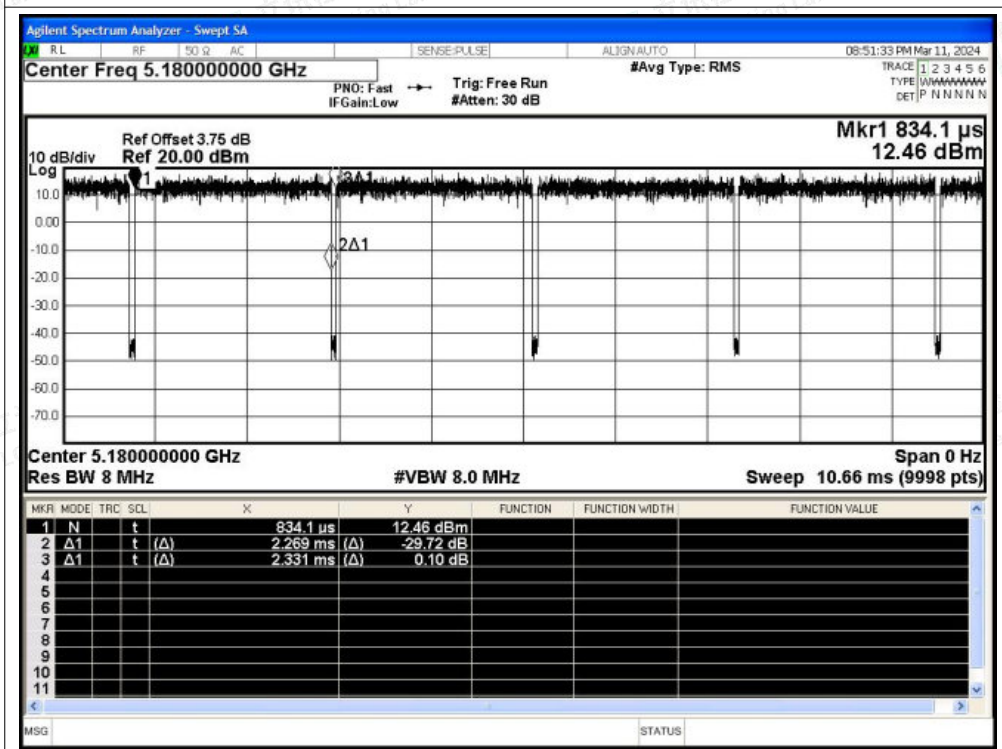 Agilent Spectrum Analyzer - Swept SA
RL RF 50 Ω AC SENSE:PULSE ALIGN AUTO 08:51:33 PM Mar 11, 2024
Center Freq 5.180000000 GHz
#Avg Type: RMS
TRACE 1 2 3 4 5 6
PNO: Fast Trig: Free Run
TYPE
IFGain:Low #Atten: 30 dB
DET P N N N N N
Mkr1 834.1 µs
Ref Offset 3.75 dB
12.46 dBm
10 dB/div Ref 20.00 dBm
Log
1
3Δ1
10.0
0.00
2Δ1
-10.0
-20.0
-30.0
-40.0
-50.0
-60.0
-70.0
Center 5.180000000 GHz Span 0 Hz
Res BW 8 MHz #VBW 8.0 MHz Sweep 10.66 ms (9998 pts)
MKR MODE TRC SCL X Y FUNCTION FUNCTION WIDTH FUNCTION VALUE
1 N t 834.1 µs 12.46 dBm
2 Δ1 t (Δ) 2.269 ms (Δ) -29.72 dB
3 Δ1 t (Δ) 2.331 ms (Δ) 0.10 dB
4
5
6
7
8
9
10
11
MSG STATUS